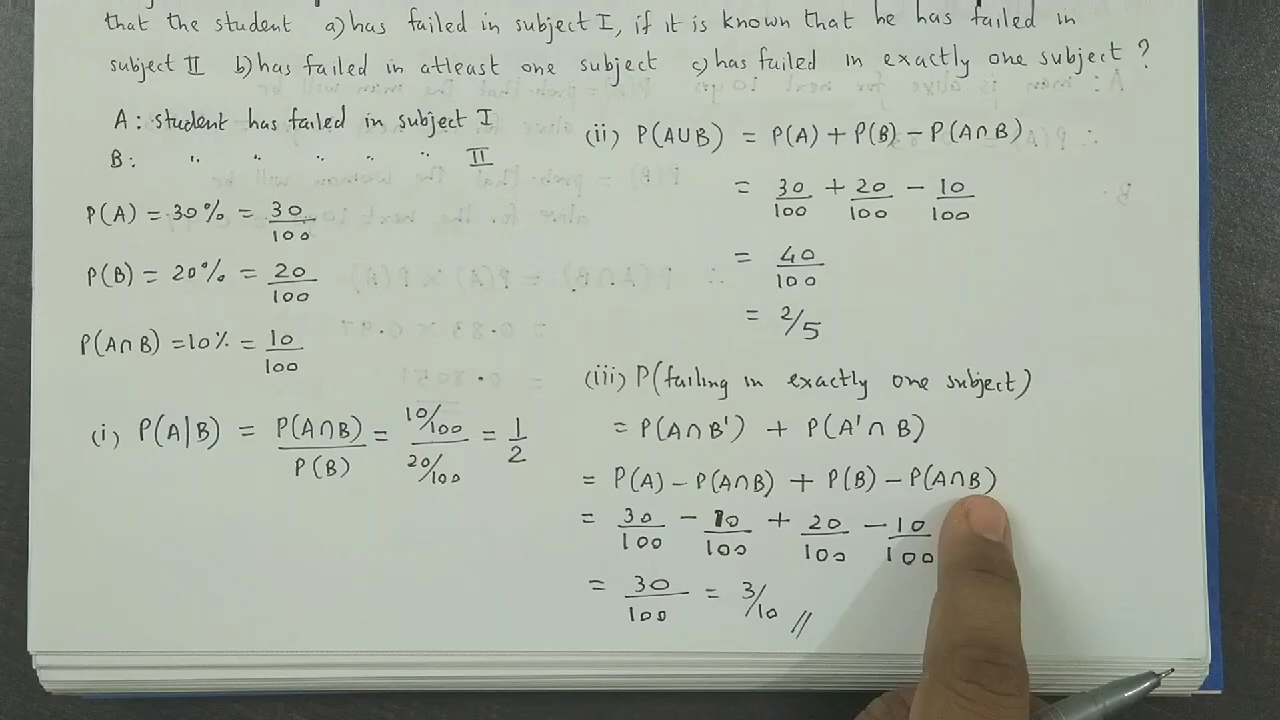 that the student a) has failed in subject I, if it is known that he has failed in
subject II b) has failed in atleast one subject c) has failed in exactly one subject ?
A : student has failed in subject I
B : " " " " " II
P(A) = 30% = 30/100
P(B) = 20% = 20/100
P(A∩B) = 10% = 10/100
(i) P(A|B) = P(A∩B)/P(B) = (10/100)/(20/100) = 1/2
(ii) P(A∪B) = P(A) + P(B) - P(A∩B)
= 30/100 + 20/100 - 10/100
= 40/100
= 2/5
(iii) P(failing in exactly one subject)
= P(A∩B') + P(A'∩B)
= P(A) - P(A∩B) + P(B) - P(A∩B)
= 30/100 - 10/100 + 20/100 - 10/100
= 30/100 = 3/10 //